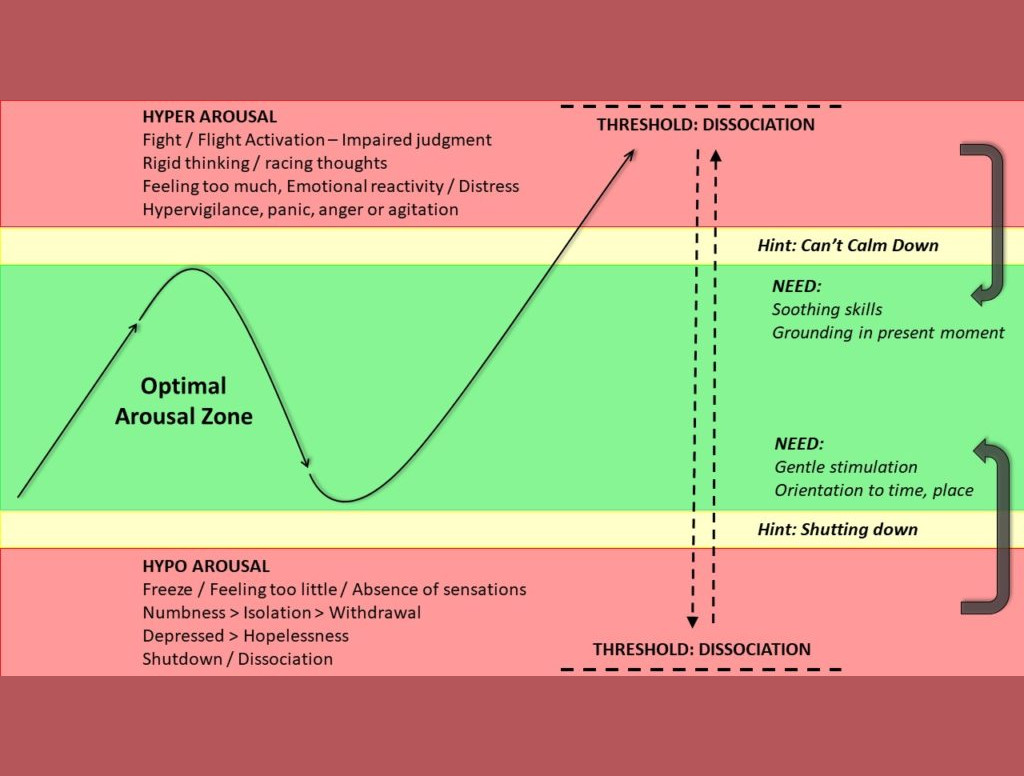 HYPER AROUSAL
Fight / Flight Activation – Impaired judgment
Rigid thinking / racing thoughts
Feeling too much, Emotional reactivity / Distress
Hypervigilance, panic, anger or agitation
THRESHOLD: DISSOCIATION
Hint: Can’t Calm Down
NEED:
Soothing skills
Grounding in present moment
Optimal
Arousal Zone
NEED:
Gentle stimulation
Orientation to time, place
Hint: Shutting down
HYPO AROUSAL
Freeze / Feeling too little / Absence of sensations
Numbness > Isolation > Withdrawal
Depressed > Hopelessness
Shutdown / Dissociation
THRESHOLD: DISSOCIATION